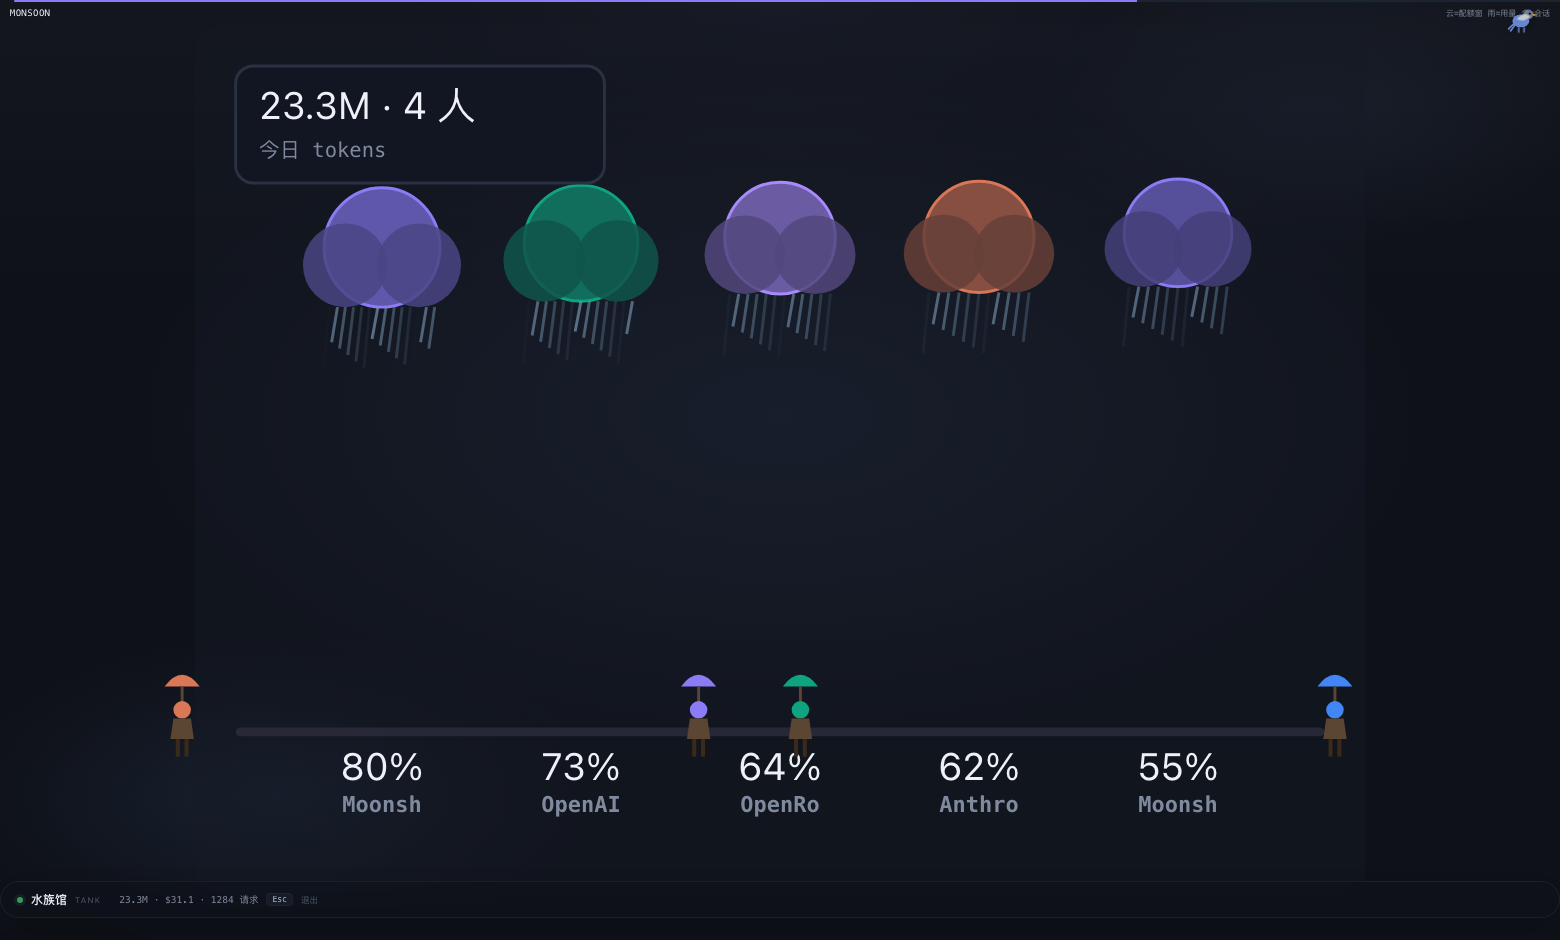 MONSOON
云=配额窗 雨=用量 会话
23.3M · 4 人
今日 tokens
80% 73% 64% 62% 55%
Moonsh OpenAI OpenRo Anthro Moonsh
水族馆 TANK 23.3M · $31.1 · 1284 请求 Esc 退出